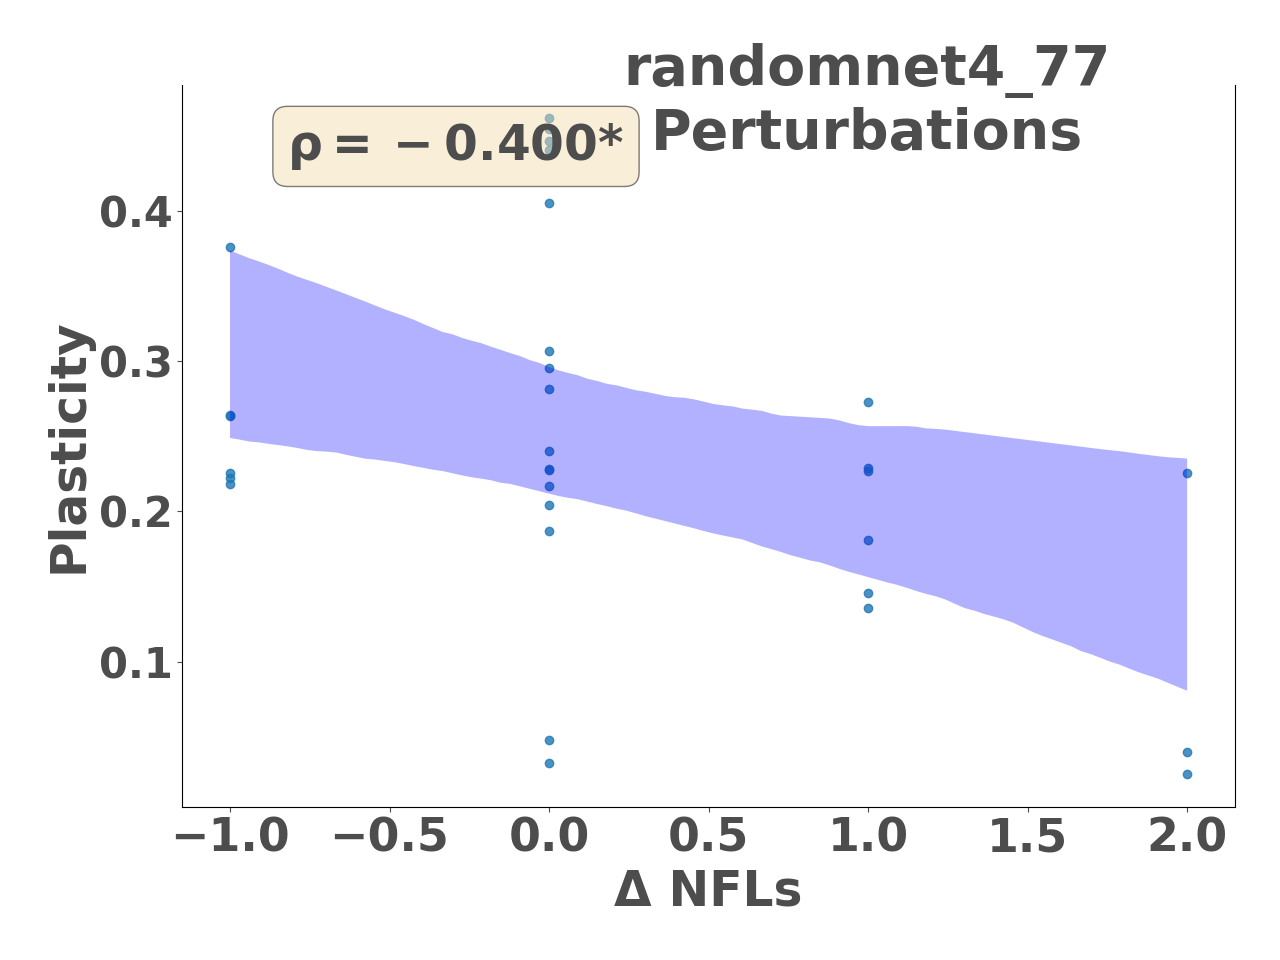 randomnet4_77
Perturbations
ρ = − 0.400*
0.4
0.3
0.2
0.1
Plasticity
−1.0 −0.5 0.0 0.5 1.0 1.5 2.0
Δ NFLs